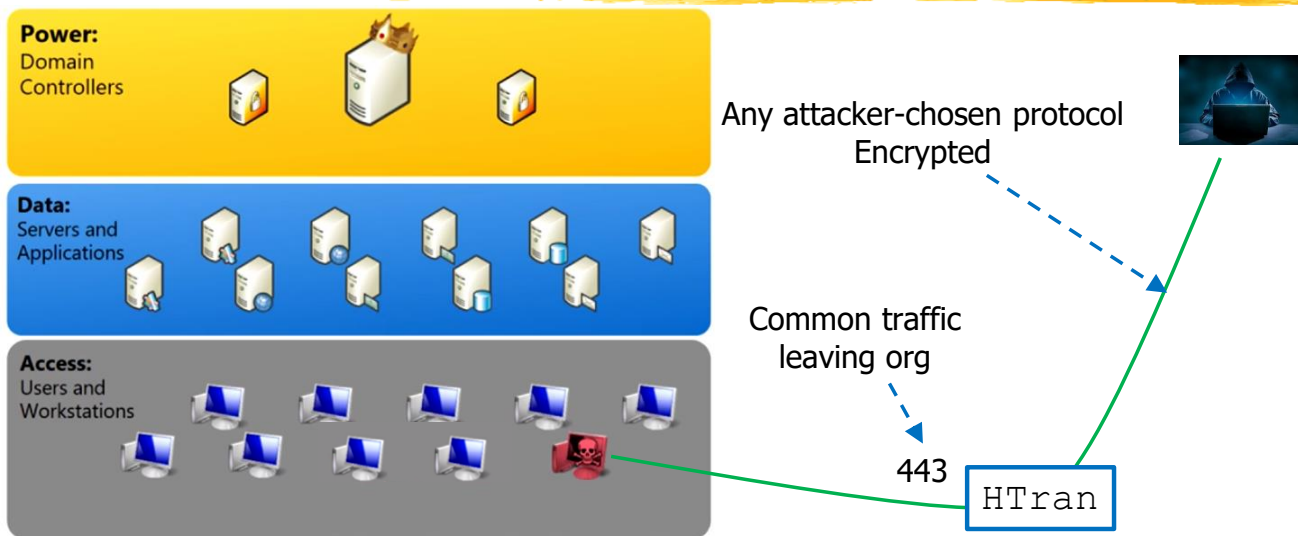 Power:
Domain
Controllers
Any attacker-chosen protocol
Encrypted
Data:
Servers and
Applications
Common traffic
leaving org
Access:
Users and
Workstations
443
HTran